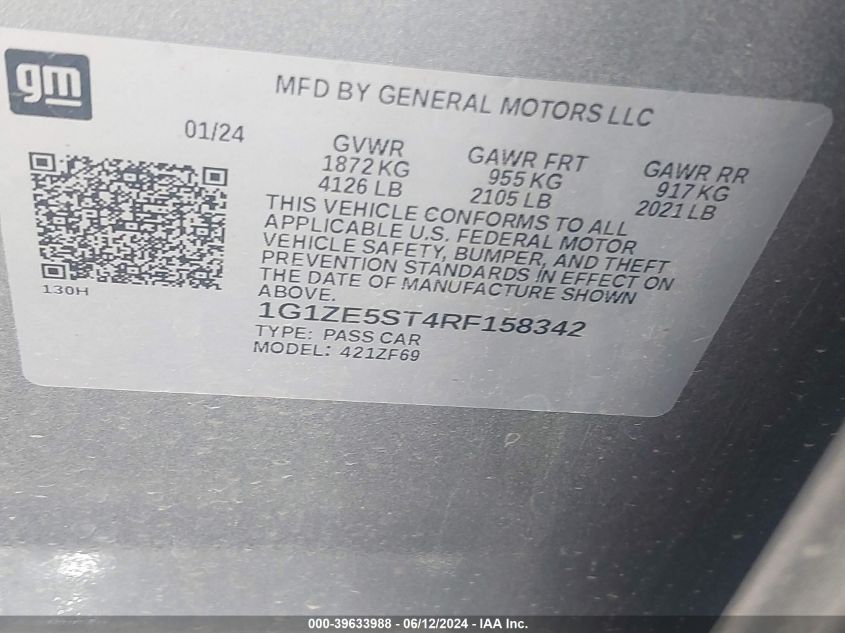 gm
MFD BY GENERAL MOTORS LLC
01/24
GVWR
1872 KG
4126 LB
GAWR FRT
955 KG
2105 LB
GAWR RR
917 KG
2021 LB
THIS VEHICLE CONFORMS TO ALL
APPLICABLE U.S. FEDERAL MOTOR
VEHICLE SAFETY, BUMPER, AND THEFT
PREVENTION STANDARDS IN EFFECT ON
THE DATE OF MANUFACTURE SHOWN
ABOVE.
130H
1G1ZE5ST4RF158342
TYPE: PASS CAR
MODEL: 421ZF69
000-39633988 - 06/12/2024 - IAA Inc.